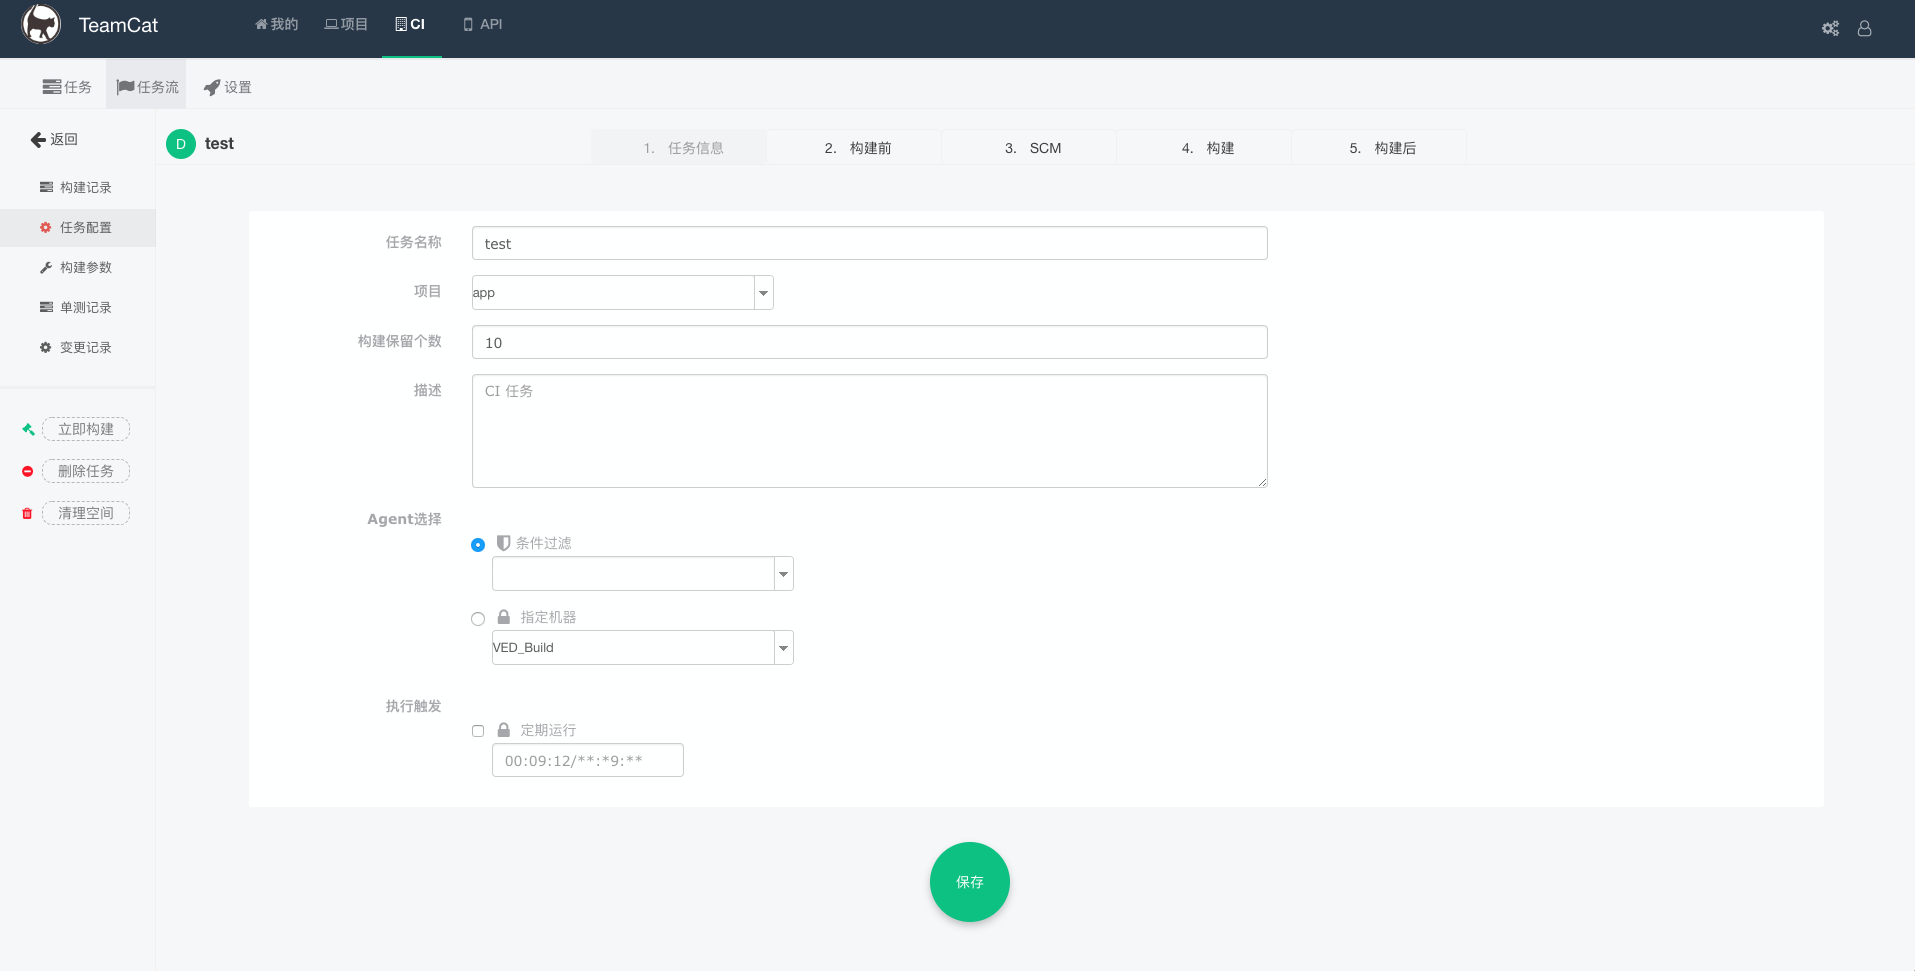 TeamCat
我的
项目
CI
API
任务
任务流
设置
返回
D test
1. 任务信息
2. 构建前
3. SCM
4. 构建
5. 构建后
构建记录
任务配置
构建参数
单测记录
变更记录
立即构建
删除任务
清理空间
任务名称
test
项目
app
构建保留个数
10
描述
CI 任务
Agent选择
条件过滤
指定机器
VED_Build
执行触发
定期运行
00:09:12/**:*9:**
保存